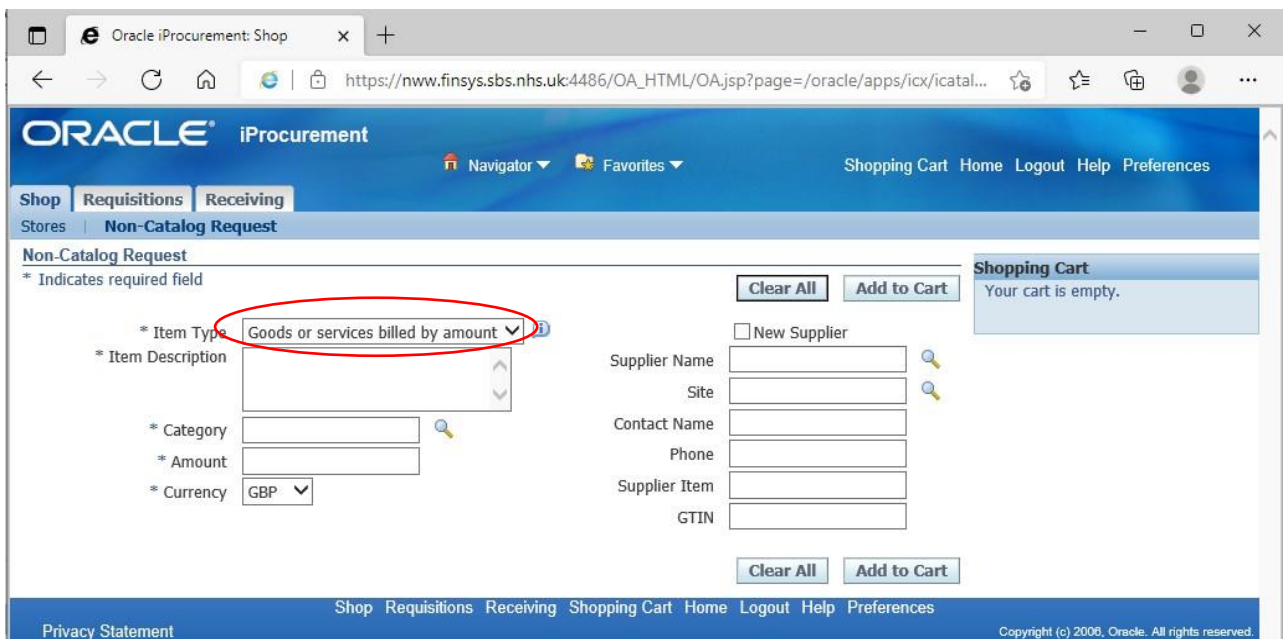 Oracle iProcurement: Shop
https://nww.finsys.sbs.nhs.uk:4486/OA_HTML/OA.jsp?page=/oracle/apps/icx/icatal...
ORACLE® iProcurement
Navigator Favorites Shopping Cart Home Logout Help Preferences
Shop Requisitions Receiving
Stores | Non-Catalog Request
Non-Catalog Request
* Indicates required field
Clear All Add to Cart
Shopping Cart
Your cart is empty.
* Item Type Goods or services billed by amount
* Item Description
* Category
* Amount
* Currency GBP
New Supplier
Supplier Name
Site
Contact Name
Phone
Supplier Item
GTIN
Clear All Add to Cart
Shop Requisitions Receiving Shopping Cart Home Logout Help Preferences
Privacy Statement Copyright (c) 2006, Oracle. All rights reserved.